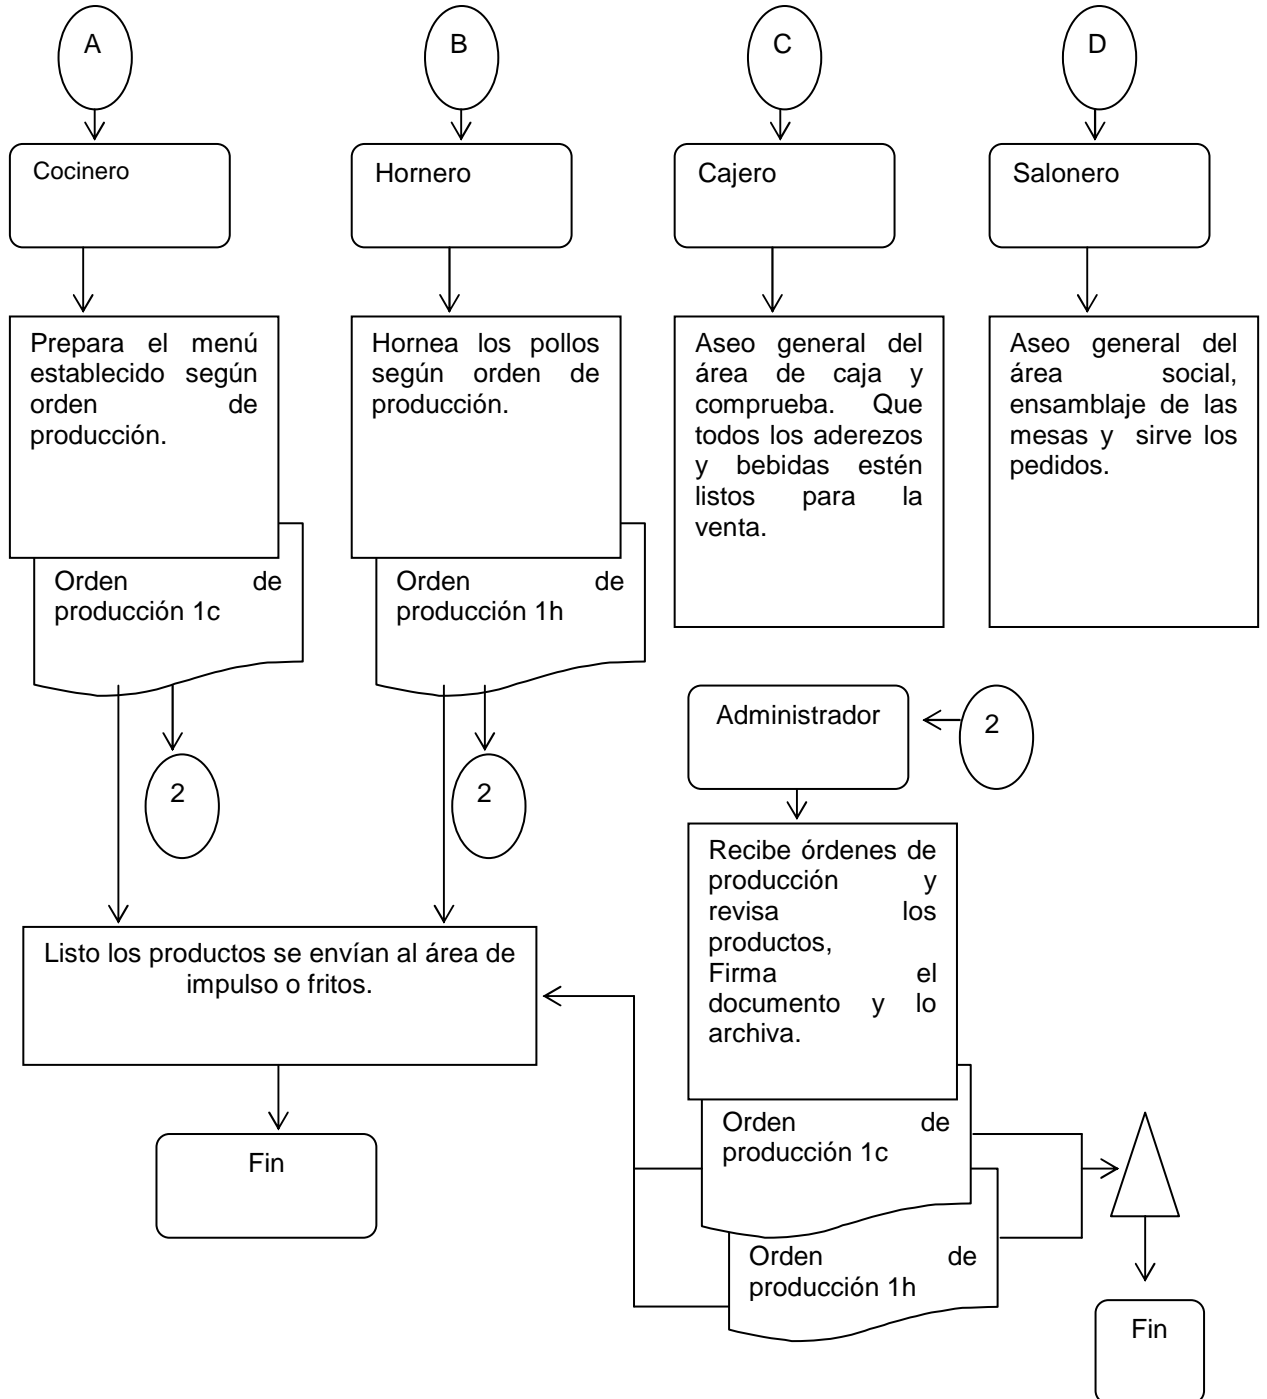 A
B
C
D
Cocinero
Hornero
Cajero
Salonero
Prepara el menú
establecido según
orden de
producción.
Hornea los pollos
según orden de
producción.
Aseo general del
área de caja y
comprueba. Que
todos los aderezos
y bebidas estén
listos para la
venta.
Aseo general del
área social,
ensamblaje de las
mesas y sirve los
pedidos.
Orden de
producción 1c
Orden de
producción 1h
2
2
Administrador
2
Recibe órdenes de
producción y
revisa los
productos,
Firma el
documento y lo
archiva.
Listo los productos se envían al área de
impulso o fritos.
Fin
Orden de
producción 1c
Orden de
producción 1h
Fin